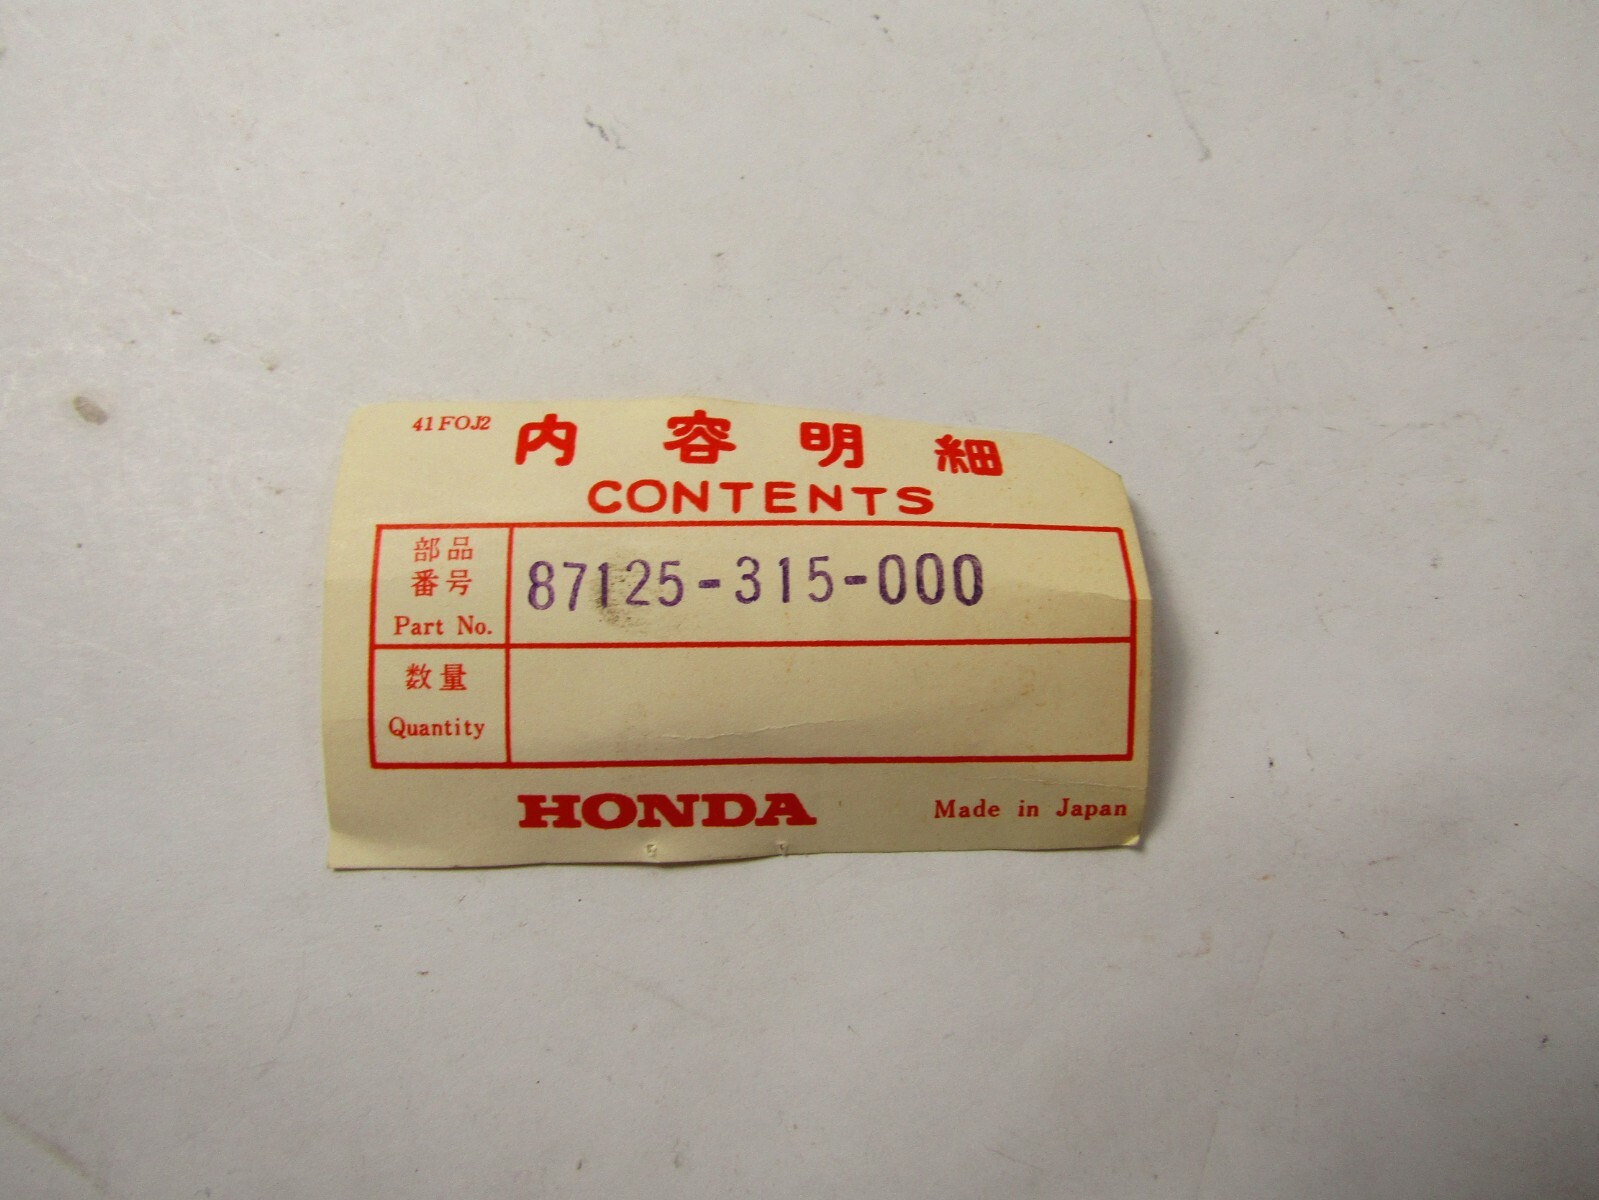 41FOJ2
内容明細
CONTENTS
部品
番号
Part No.
87125-315-000
数量
Quantity
HONDA
Made in Japan